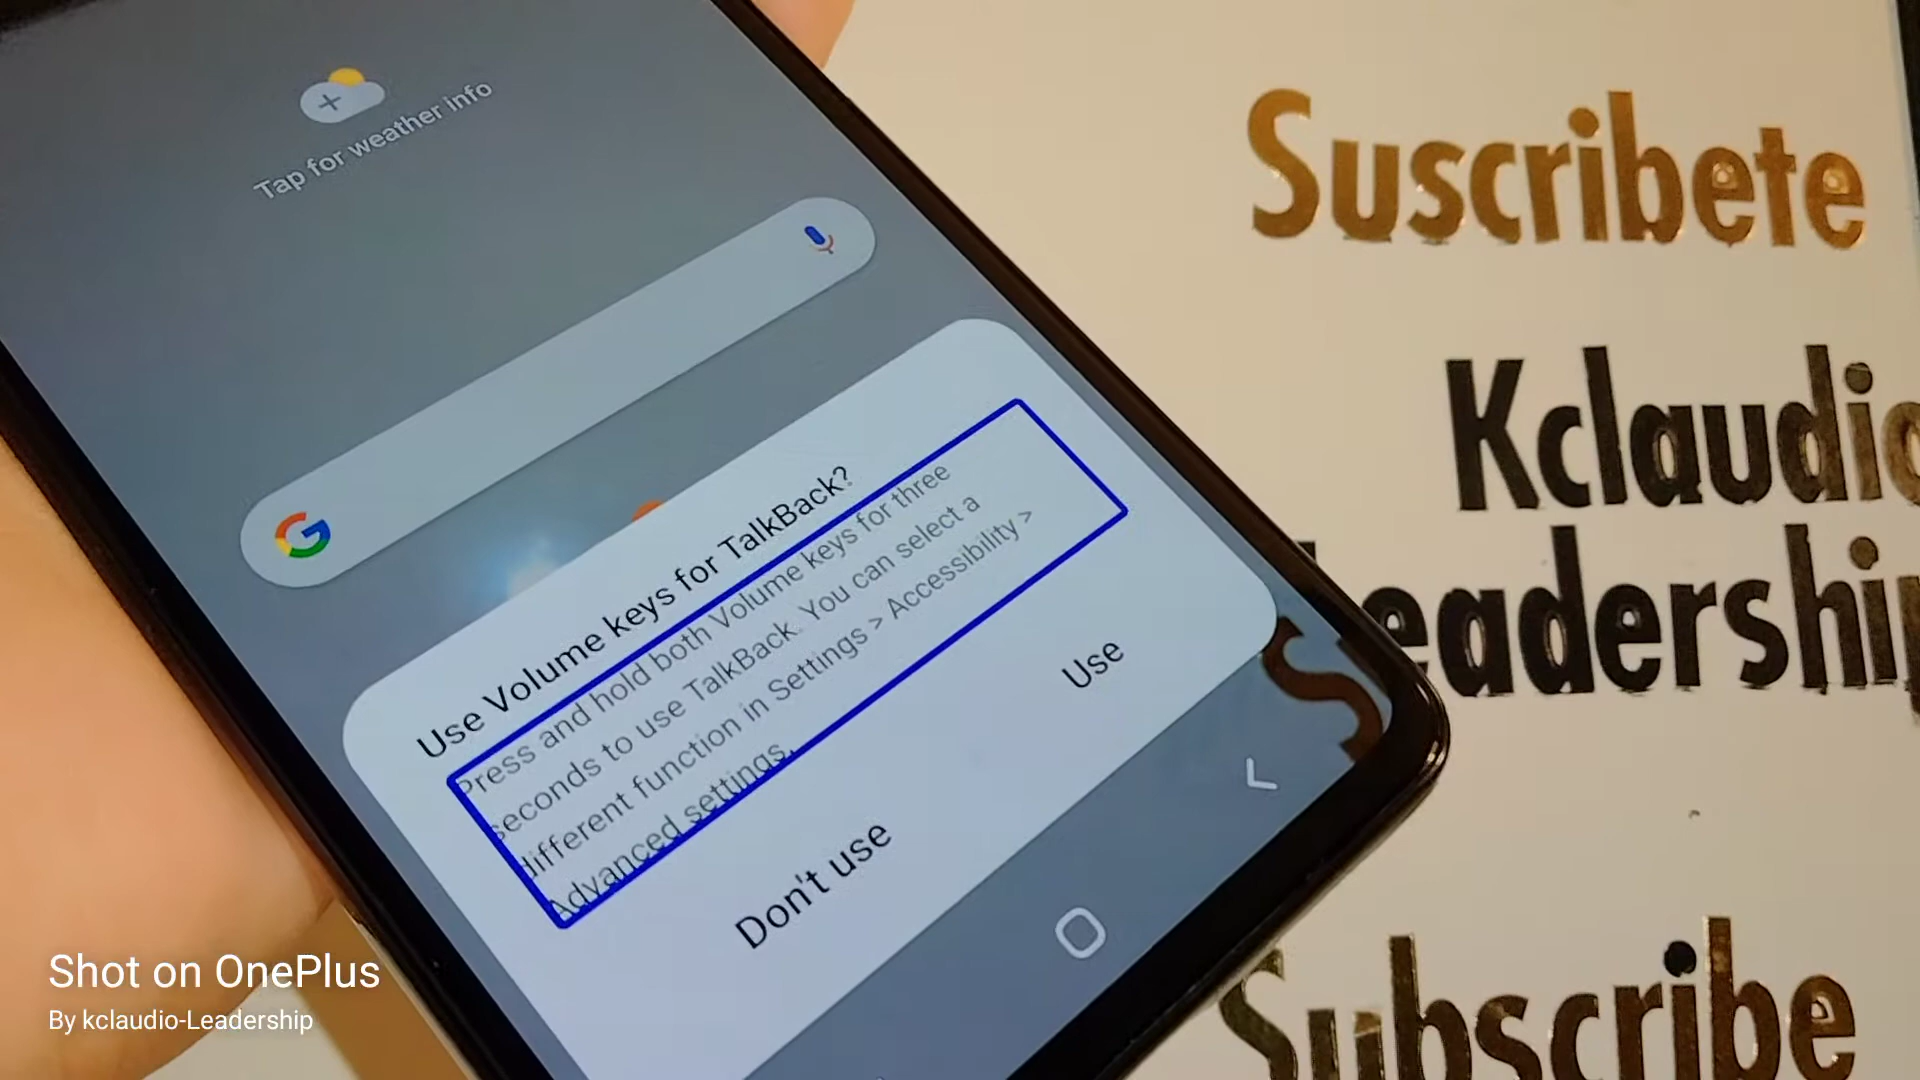 Tap for weather info
Use Volume keys for TalkBack?
Press and hold both Volume keys for three
seconds to use TalkBack. You can select a
different function in Settings > Accessibility >
Advanced settings.
Don't use
Use
Suscribete
Kclaudio
Leadership
Subscribe
Shot on OnePlus
By kclaudio-Leadership